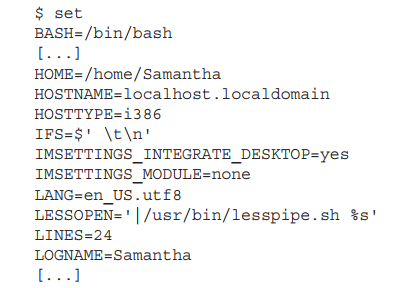 $ set
BASH=/bin/bash
[...]
HOME=/home/Samantha
HOSTNAME=localhost.localdomain
HOSTTYPE=i386
IFS=$' \t\n'
IMSETTINGS_INTEGRATE_DESKTOP=yes
IMSETTINGS_MODULE=none
LANG=en_US.utf8
LESSOPEN='|/usr/bin/lesspipe.sh %s'
LINES=24
LOGNAME=Samantha
[...]